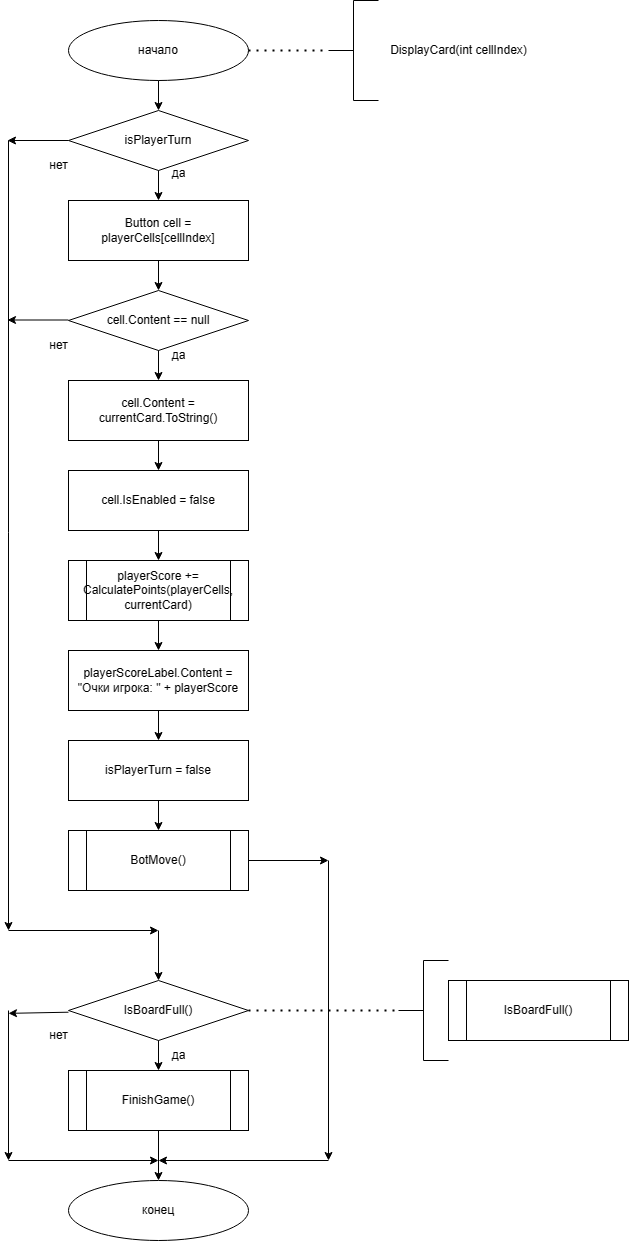 начало
DisplayCard(int cellIndex)
isPlayerTurn
нет
да
Button cell =
playerCells[cellIndex]
cell.Content == null
нет
да
cell.Content =
currentCard.ToString()
cell.IsEnabled = false
playerScore +=
CalculatePoints(playerCells,
currentCard)
playerScoreLabel.Content =
"Очки игрока: " + playerScore
isPlayerTurn = false
BotMove()
IsBoardFull()
IsBoardFull()
нет
да
FinishGame()
конец